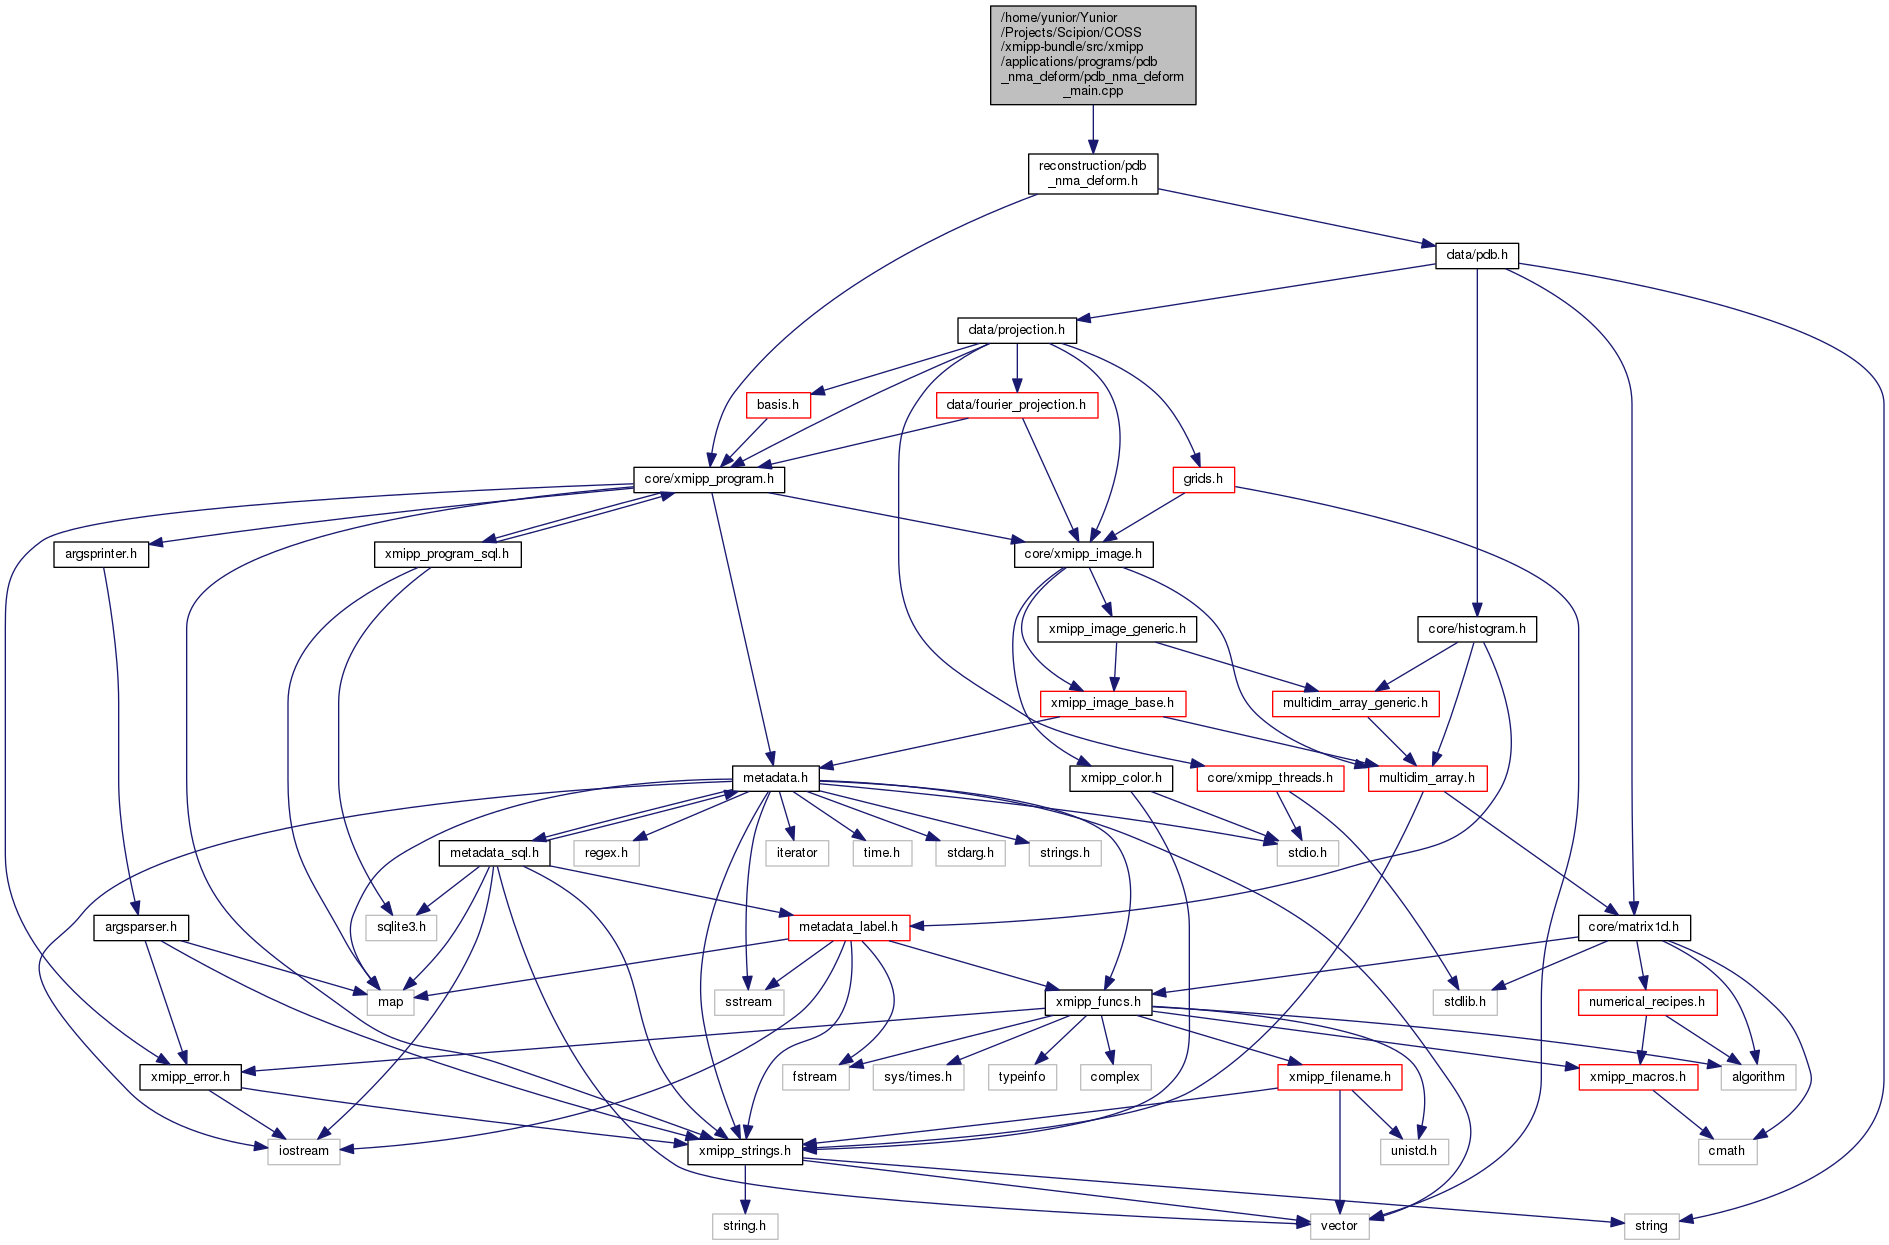 /home/yunior/Yunior
/Projects/Scipion/COSS
/xmipp-bundle/src/xmipp
/applications/programs/pdb
_nma_deform/pdb_nma_deform
_main.cpp
reconstruction/pdb
_nma_deform.h
data/pdb.h
data/projection.h
basis.h
data/fourier_projection.h
core/xmipp_program.h
grids.h
argsprinter.h
xmipp_program_sql.h
core/xmipp_image.h
xmipp_image_generic.h
core/histogram.h
xmipp_image_base.h
multidim_array_generic.h
metadata.h
xmipp_color.h
core/xmipp_threads.h
multidim_array.h
metadata_sql.h
regex.h
iterator
time.h
stdarg.h
strings.h
stdio.h
argsparser.h
sqlite3.h
metadata_label.h
core/matrix1d.h
map
sstream
xmipp_funcs.h
stdlib.h
numerical_recipes.h
xmipp_error.h
fstream
sys/times.h
typeinfo
complex
xmipp_filename.h
xmipp_macros.h
algorithm
iostream
xmipp_strings.h
unistd.h
cmath
string.h
vector
string